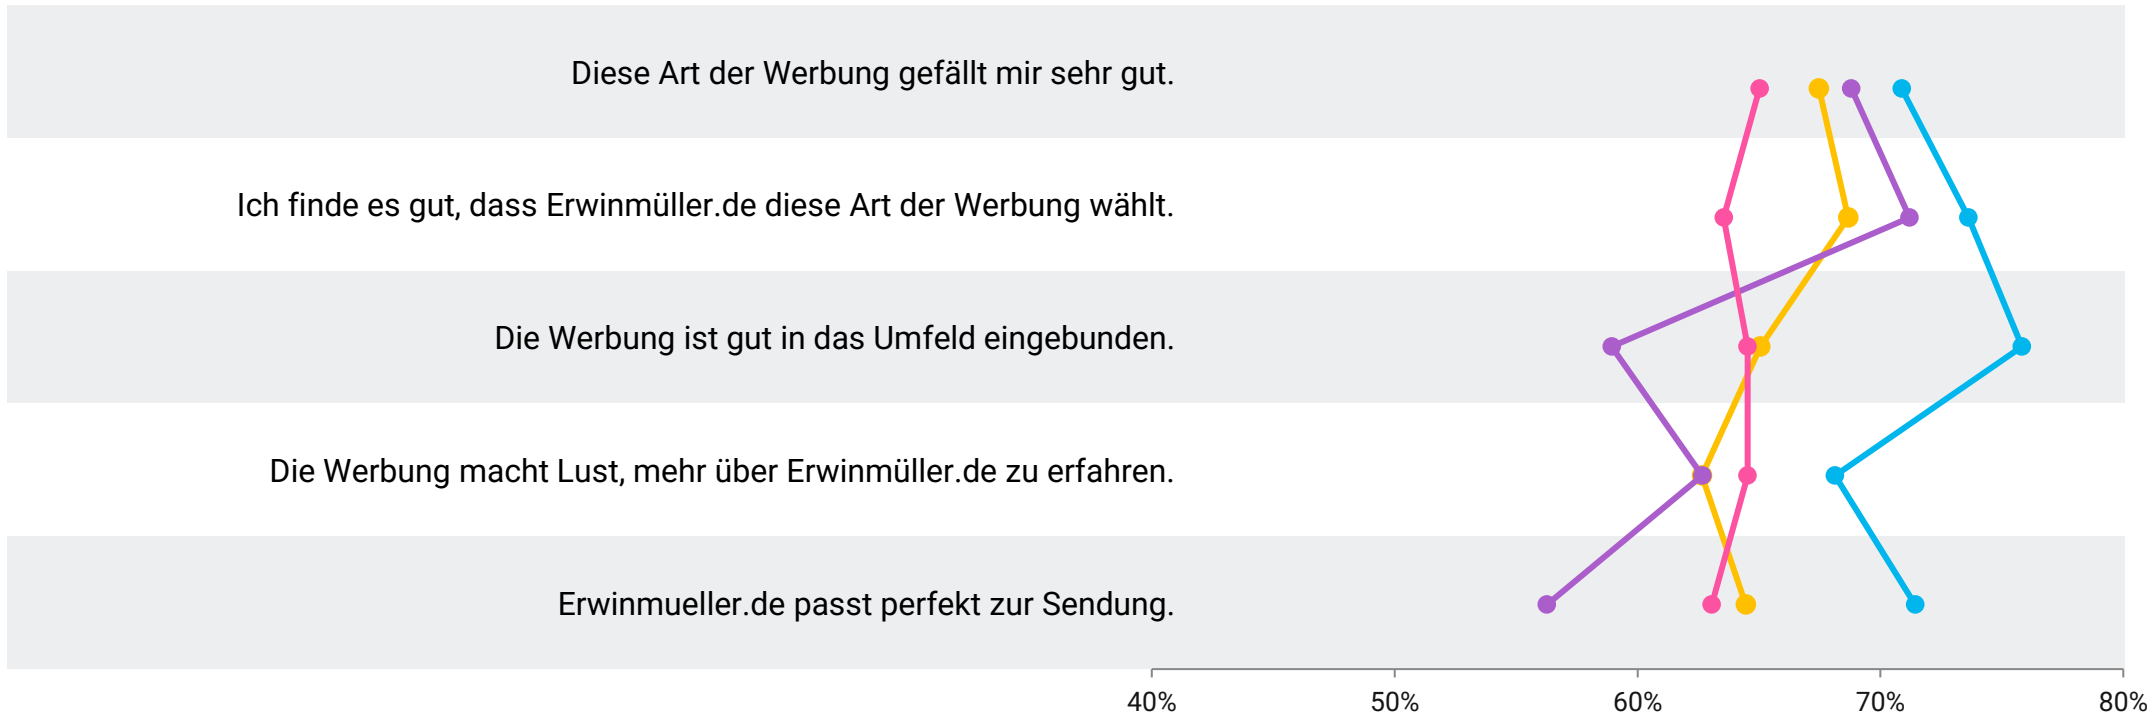 Diese Art der Werbung gefällt mir sehr gut.
Ich finde es gut, dass Erwinmüller.de diese Art der Werbung wählt.
Die Werbung ist gut in das Umfeld eingebunden.
Die Werbung macht Lust, mehr über Erwinmüller.de zu erfahren.
Erwinmueller.de passt perfekt zur Sendung.
40% 50% 60% 70% 80%